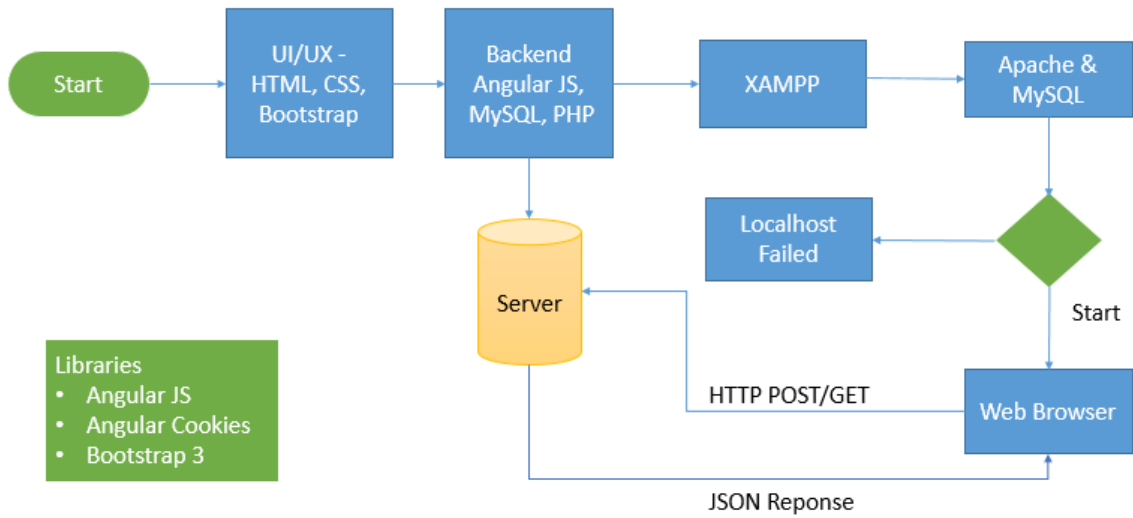 Start
UI/UX -
HTML, CSS,
Bootstrap
Backend
Angular JS,
MySQL, PHP
XAMPP
Apache &
MySQL
Localhost
Failed
Server
Start
Libraries
• Angular JS
• Angular Cookies
• Bootstrap 3
HTTP POST/GET
Web Browser
JSON Reponse